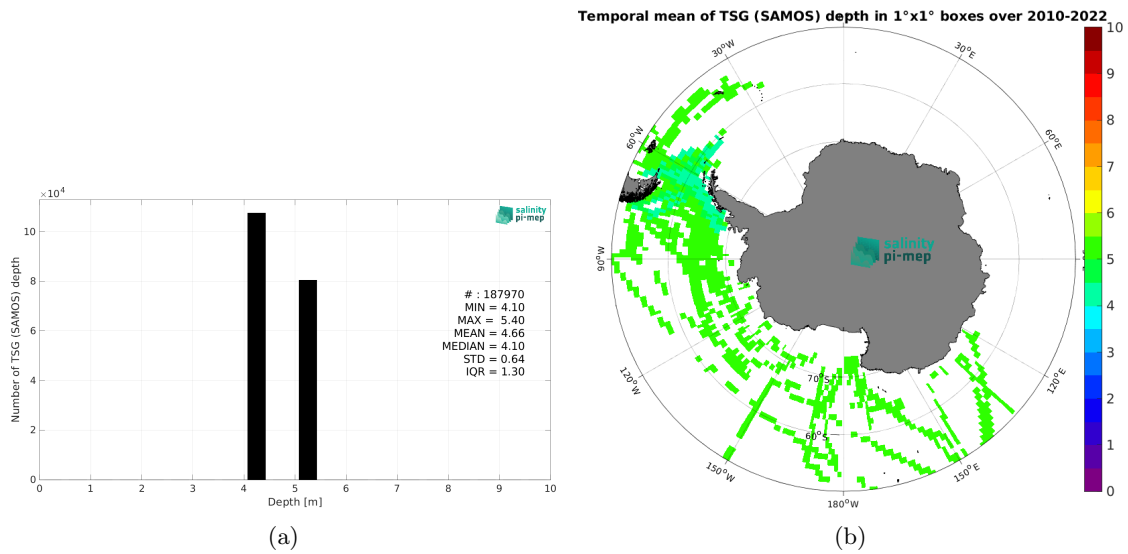 Temporal mean of TSG (SAMOS) depth in 1°x1° boxes over 2010-2022
×10⁴
10
8
6
4
2
0
Number of TSG (SAMOS) depth
0 1 2 3 4 5 6 7 8 9 10
Depth [m]
salinity
pi-mep
# : 187970
MIN = 4.10
MAX = 5.40
MEAN = 4.66
MEDIAN = 4.10
STD = 0.64
IQR = 1.30
(a)
30°W
30°E
60°W
60°E
90°W
120°W
120°E
150°W
150°E
180°W
70°S
60°S
salinity
pi-mep
10
9
8
7
6
5
4
3
2
1
0
(b)